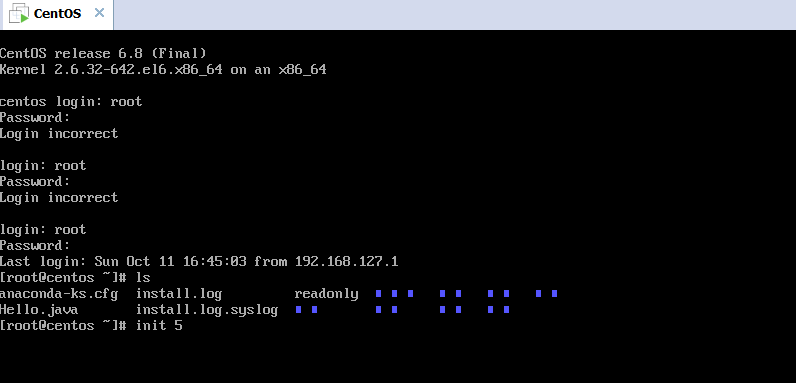 CentOS
CentOS release 6.8 (Final)
Kernel 2.6.32-642.el6.x86_64 on an x86_64
centos login: root
Password:
Login incorrect
login: root
Password:
Login incorrect
login: root
Password:
Last login: Sun Oct 11 16:45:03 from 192.168.127.1
[root@centos ~]# ls
anaconda-ks.cfg install.log readonly
Hello.java install.log.syslog
[root@centos ~]# init 5